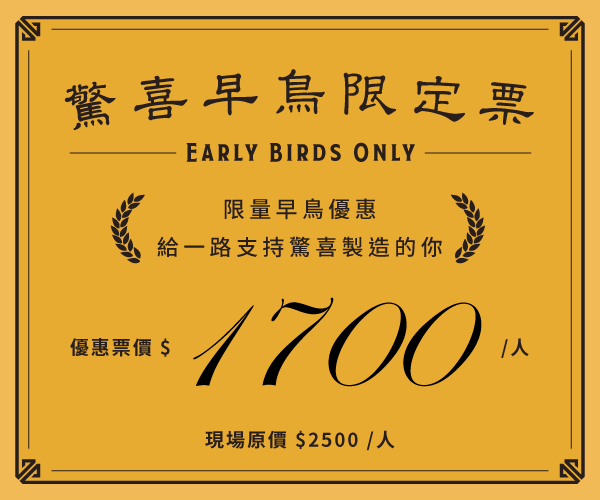 驚喜早鳥限定票
EARLY BIRDS ONLY
限量早鳥優惠
給一路支持驚喜製造的你
優惠票價 $ 1700 /人
現場原價 $2500 /人